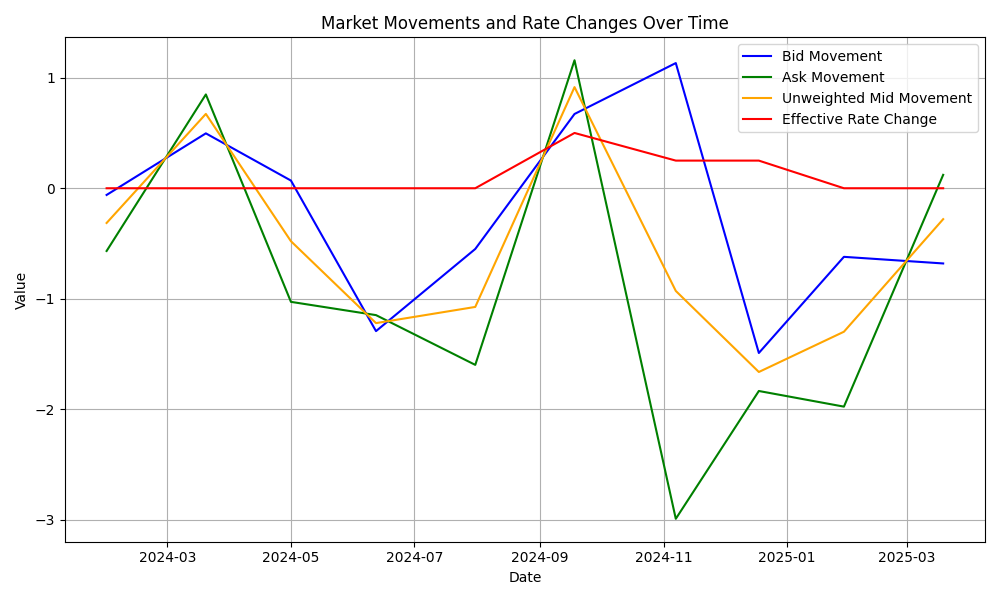 Market Movements and Rate Changes Over Time
Bid Movement
Ask Movement
Unweighted Mid Movement
Effective Rate Change
Value
1
0
−1
−2
−3
2024-03 2024-05 2024-07 2024-09 2024-11 2025-01 2025-03
Date